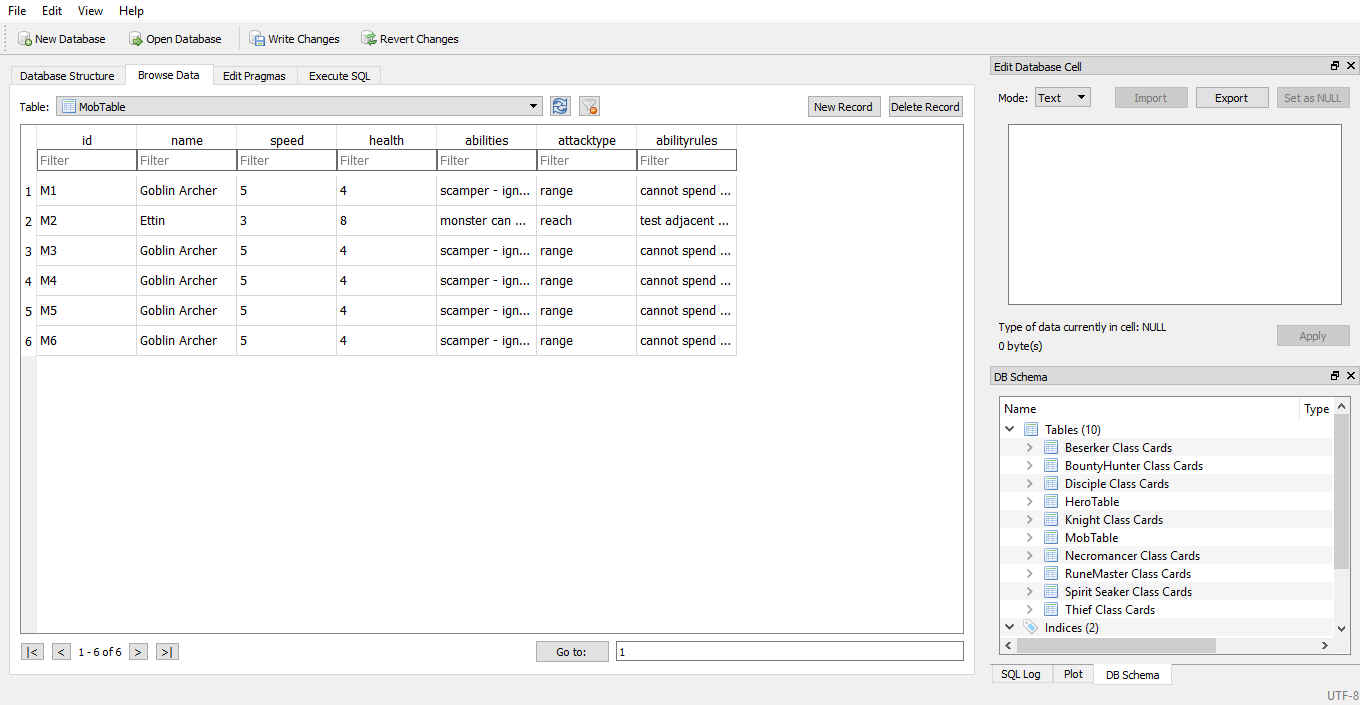 File Edit View Help
New Database Open Database Write Changes Revert Changes
Database Structure Browse Data Edit Pragmas Execute SQL
Table: MobTable New Record Delete Record
id name speed health abilities attacktype abilityrules
Filter Filter Filter Filter Filter Filter Filter
1 M1 Goblin Archer 5 4 scamper - ign... range cannot spend ...
2 M2 Ettin 3 8 monster can ... reach test adjacent ...
3 M3 Goblin Archer 5 4 scamper - ign... range cannot spend ...
4 M4 Goblin Archer 5 4 scamper - ign... range cannot spend ...
5 M5 Goblin Archer 5 4 scamper - ign... range cannot spend ...
6 M6 Goblin Archer 5 4 scamper - ign... range cannot spend ...
|< < 1 - 6 of 6 > >| Go to: 1
Edit Database Cell
Mode: Text Import Export Set as NULL
Type of data currently in cell: NULL
0 byte(s)
Apply
DB Schema
Name Type
Tables (10)
Beserker Class Cards
BountyHunter Class Cards
Disciple Class Cards
HeroTable
Knight Class Cards
MobTable
Necromancer Class Cards
RuneMaster Class Cards
Spirit Seaker Class Cards
Thief Class Cards
Indices (2)
SQL Log Plot DB Schema
UTF-8